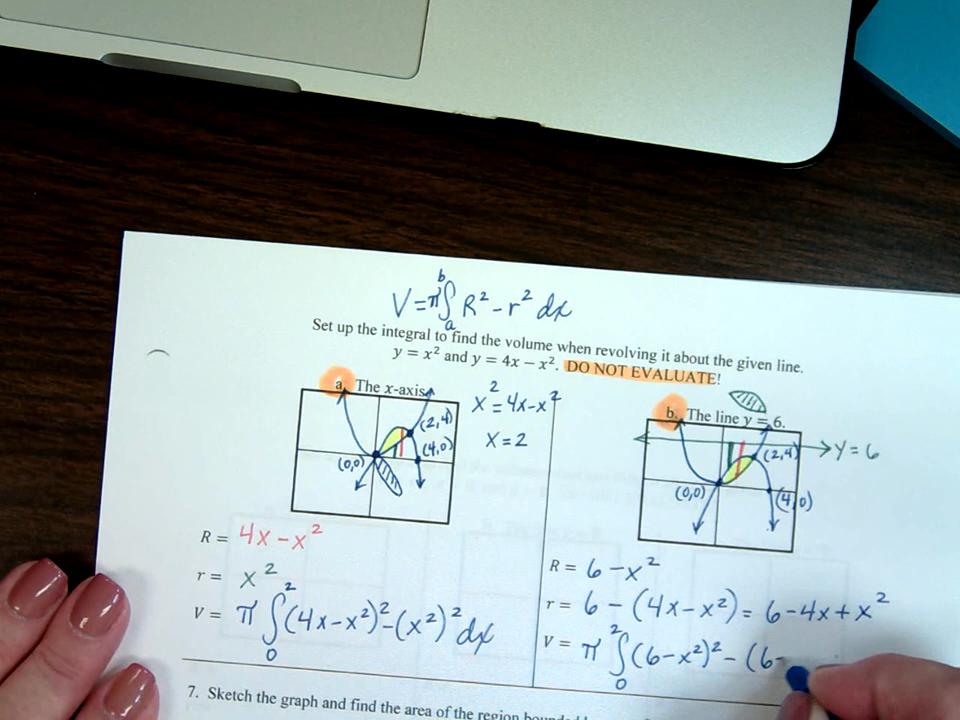 V = π∫ₐᵇ R² - r² dx
Set up the integral to find the volume when revolving it about the given line.
y = x² and y = 4x − x². DO NOT EVALUATE!
a. The x-axis
x² = 4x-x²
x = 2
(2,4)
(4,0)
(0,0)
R = 4x - x²
r = x²
V = π∫₀² (4x-x²)² - (x²)² dx
b. The line y = 6.
y = 6
(2,4)
(0,0)
(4,0)
R = 6 - x²
r = 6 - (4x-x²) = 6-4x+x²
V = π∫₀² (6-x²)² - (6-
7. Sketch the graph and find the area of the region